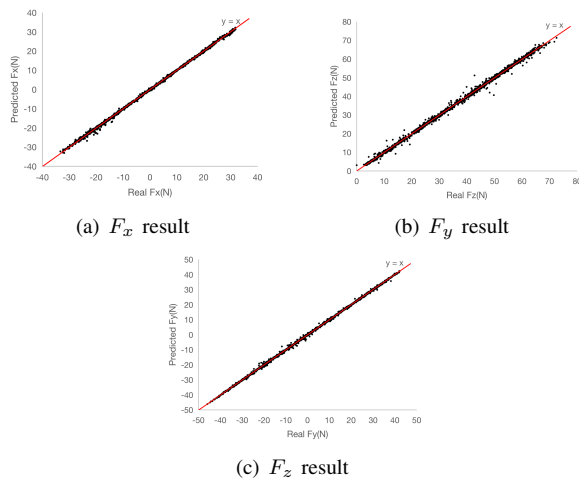 40
30
20
10
0
-10
-20
-30
-40
-40 -30 -20 -10 0 10 20 30 40
Predicted Fx(N)
Real Fx(N)
y = x
(a) Fx result
80
70
60
50
40
30
20
10
0
0 10 20 30 40 50 60 70 80
Predicted Fz(N)
Real Fz(N)
y = x
(b) Fy result
50
40
30
20
10
0
-10
-20
-30
-40
-50
-50 -40 -30 -20 -10 0 10 20 30 40 50
Predicted Fy(N)
Real Fy(N)
y = x
(c) Fz result